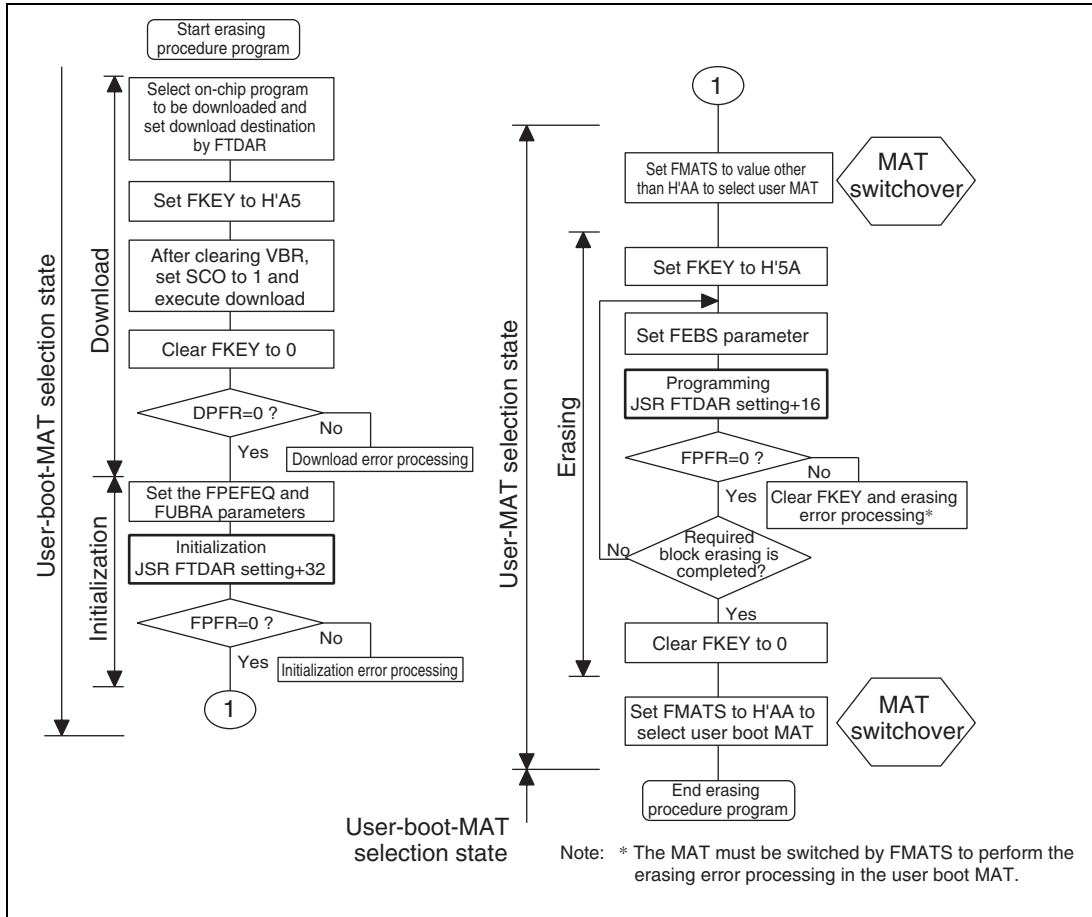 Start erasing
procedure program
Select on-chip program
to be downloaded and
set download destination
by FTDAR
Set FKEY to H'A5
After clearing VBR,
set SCO to 1 and
execute download
Clear FKEY to 0
DPFR=0 ?
No
Yes
Download error processing
Set the FPEFEQ and
FUBRA parameters
Initialization
JSR FTDAR setting+32
FPFR=0 ?
No
Yes
Initialization error processing
1
Download
Initialization
User-boot-MAT selection state
1
Set FMATS to value other
than H'AA to select user MAT
MAT
switchover
Set FKEY to H'5A
Set FEBS parameter
Programming
JSR FTDAR setting+16
FPFR=0 ?
No
Yes
Clear FKEY and erasing
error processing*
Required
block erasing is
completed?
No
Yes
Clear FKEY to 0
Set FMATS to H'AA to
select user boot MAT
MAT
switchover
End erasing
procedure program
Erasing
User-MAT selection state
User-boot-MAT
selection state
Note: * The MAT must be switched by FMATS to perform the
erasing error processing in the user boot MAT.